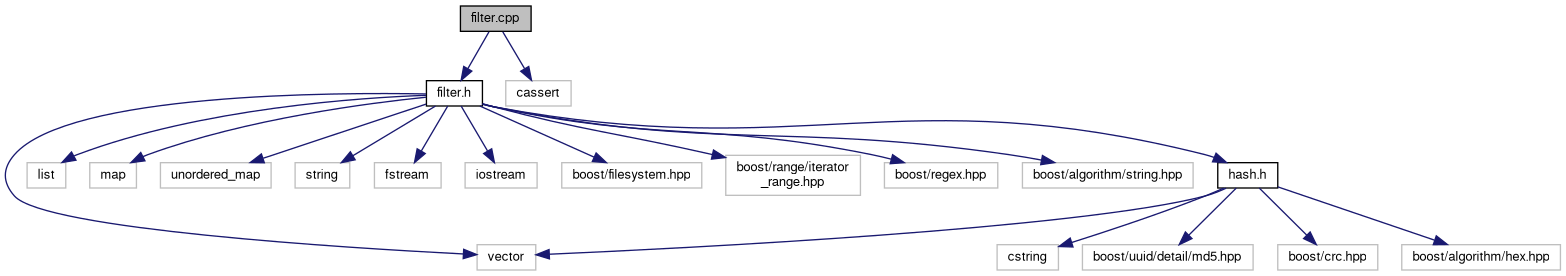 filter.cpp
filter.h
cassert
list
map
unordered_map
string
fstream
iostream
boost/filesystem.hpp
boost/range/iterator
_range.hpp
boost/regex.hpp
boost/algorithm/string.hpp
hash.h
vector
cstring
boost/uuid/detail/md5.hpp
boost/crc.hpp
boost/algorithm/hex.hpp